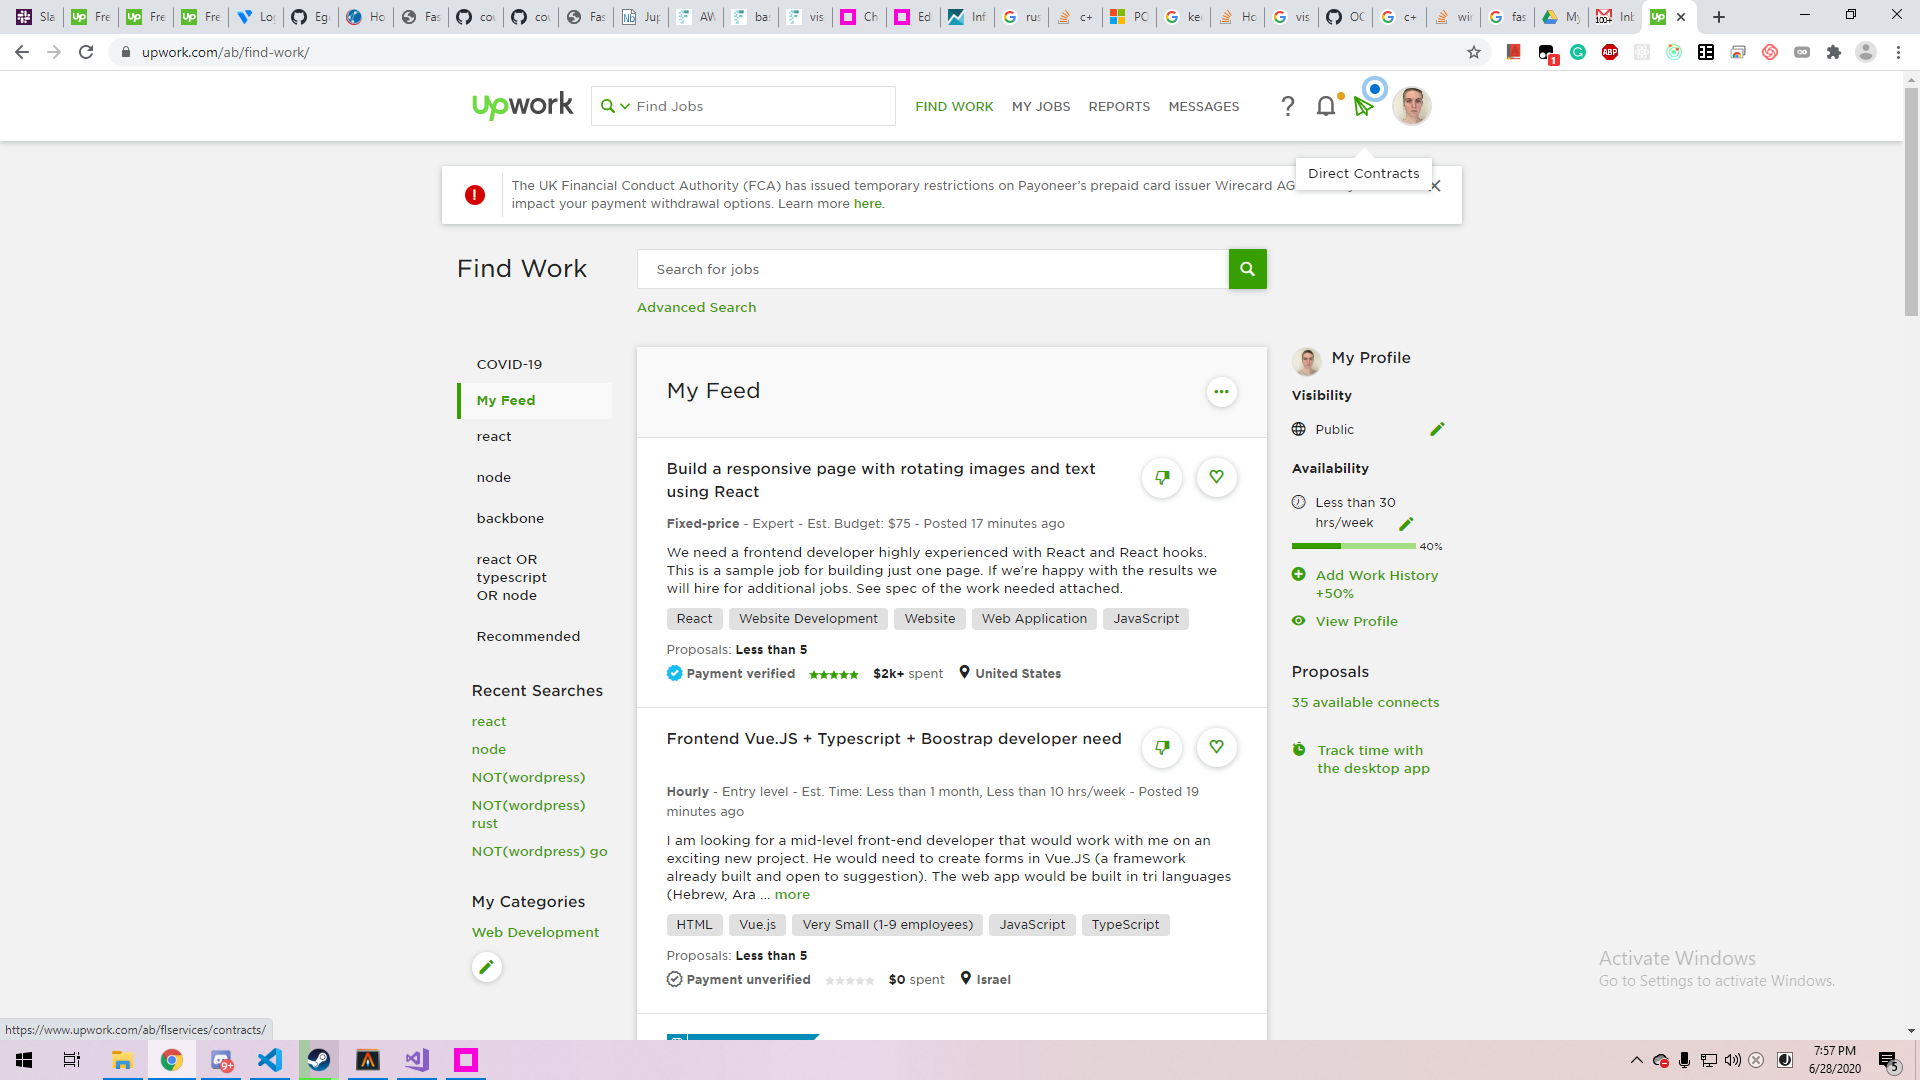 Sla
Fre
Fre
Fre
Log
Ego
Ho
Fas
cou
cou
Fas
Jup
AW
bas
vis
Ch
Ed
Inf
rus
c++
PC
kee
Ho
vis
OC
c++
win
fas
My
Inb
upwork.com/ab/find-work/
upwork
Find Jobs
FIND WORK
MY JOBS
REPORTS
MESSAGES
Direct Contracts
The UK Financial Conduct Authority (FCA) has issued temporary restrictions on Payoneer's prepaid card issuer Wirecard AG
impact your payment withdrawal options. Learn more here.
Find Work
Search for jobs
Advanced Search
COVID-19
My Feed
react
node
backbone
react OR
typescript
OR node
Recommended
Recent Searches
react
node
NOT(wordpress)
NOT(wordpress)
rust
NOT(wordpress) go
My Categories
Web Development
My Feed
Build a responsive page with rotating images and text
using React
Fixed-price - Expert - Est. Budget: $75 - Posted 17 minutes ago
We need a frontend developer highly experienced with React and React hooks.
This is a sample job for building just one page. If we're happy with the results we
will hire for additional jobs. See spec of the work needed attached.
React Website Development Website Web Application JavaScript
Proposals: Less than 5
Payment verified $2k+ spent United States
Frontend Vue.JS + Typescript + Boostrap developer need
Hourly - Entry level - Est. Time: Less than 1 month, Less than 10 hrs/week - Posted 19
minutes ago
I am looking for a mid-level front-end developer that would work with me on an
exciting new project. He would need to create forms in Vue.JS (a framework
already built and open to suggestion). The web app would be built in tri languages
(Hebrew, Ara ... more
HTML Vue.js Very Small (1-9 employees) JavaScript TypeScript
Proposals: Less than 5
Payment unverified $0 spent Israel
My Profile
Visibility
Public
Availability
Less than 30
hrs/week
40%
Add Work History
+50%
View Profile
Proposals
35 available connects
Track time with
the desktop app
Activate Windows
Go to Settings to activate Windows.
https://www.upwork.com/ab/flservices/contracts/
7:57 PM
6/28/2020